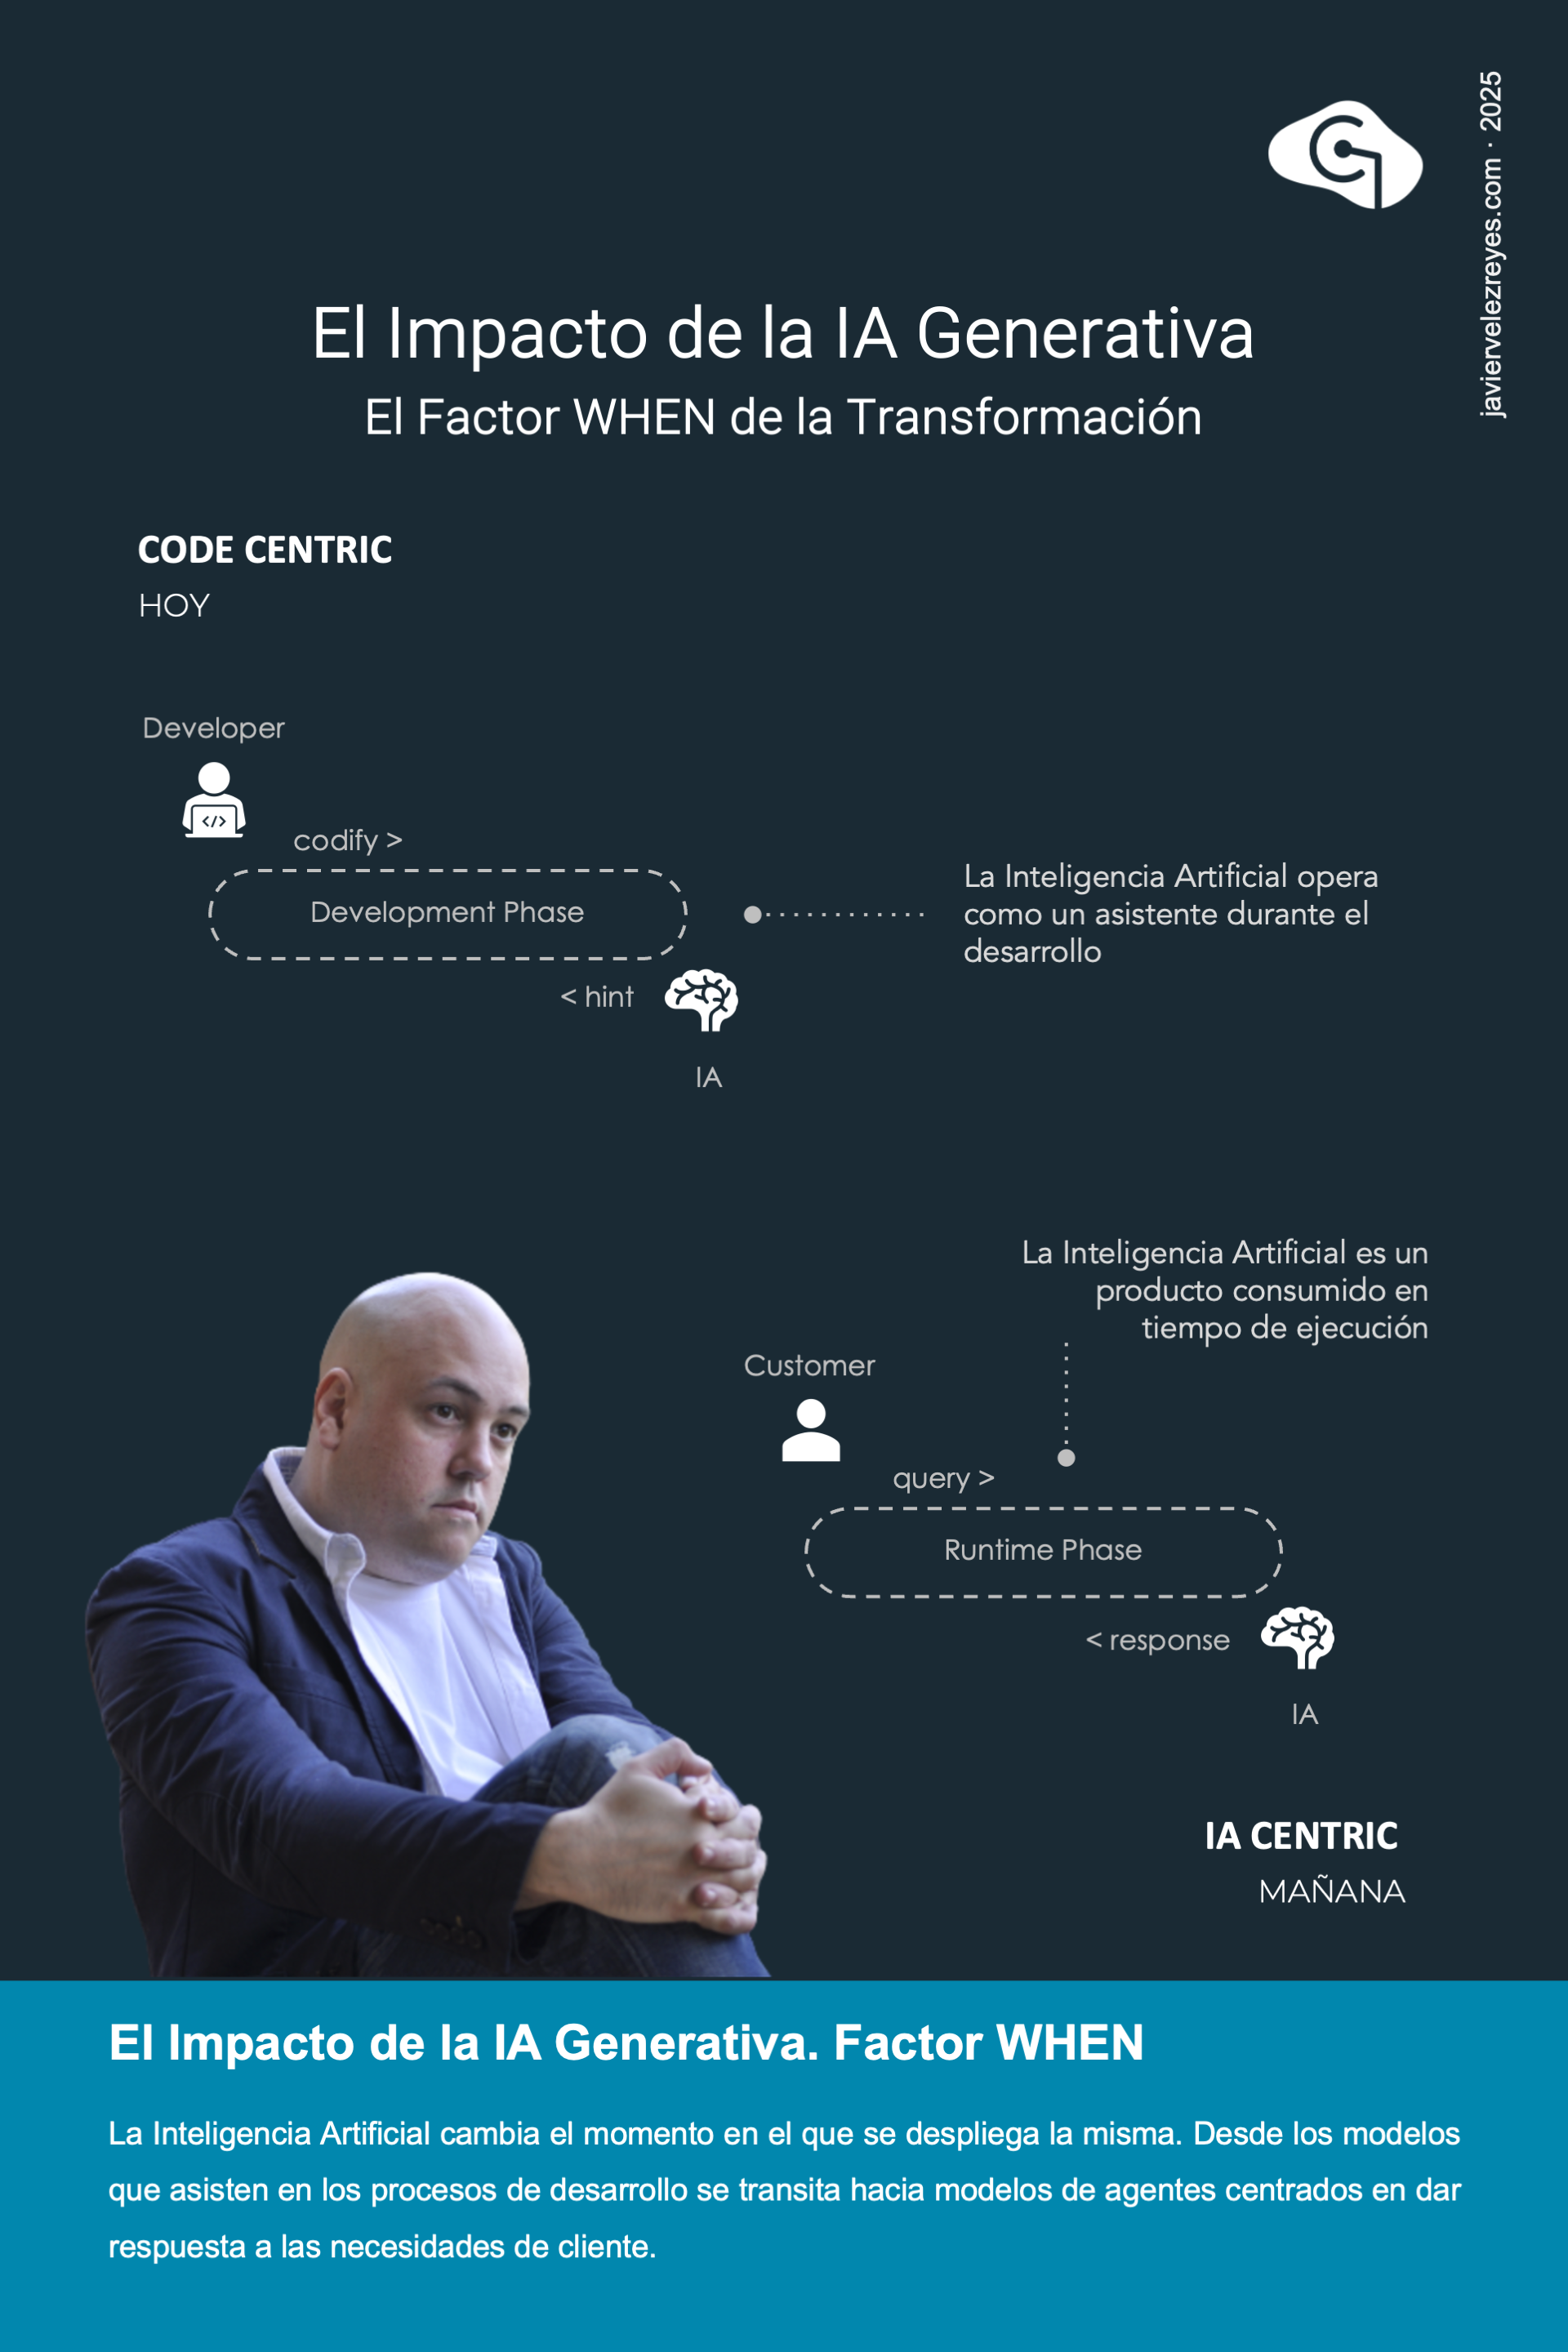 javiervelezreyes.com · 2025
El Impacto de la IA Generativa
El Factor WHEN de la Transformación
CODE CENTRIC
HOY
Developer
</>
codify >
Development Phase
La Inteligencia Artificial opera
como un asistente durante el
desarrollo
< hint
IA
La Inteligencia Artificial es un
producto consumido en
tiempo de ejecución
Customer
query >
Runtime Phase
< response
IA
IA CENTRIC
MAÑANA
El Impacto de la IA Generativa. Factor WHEN
La Inteligencia Artificial cambia el momento en el que se despliega la misma. Desde los modelos
que asisten en los procesos de desarrollo se transita hacia modelos de agentes centrados en dar
respuesta a las necesidades de cliente.